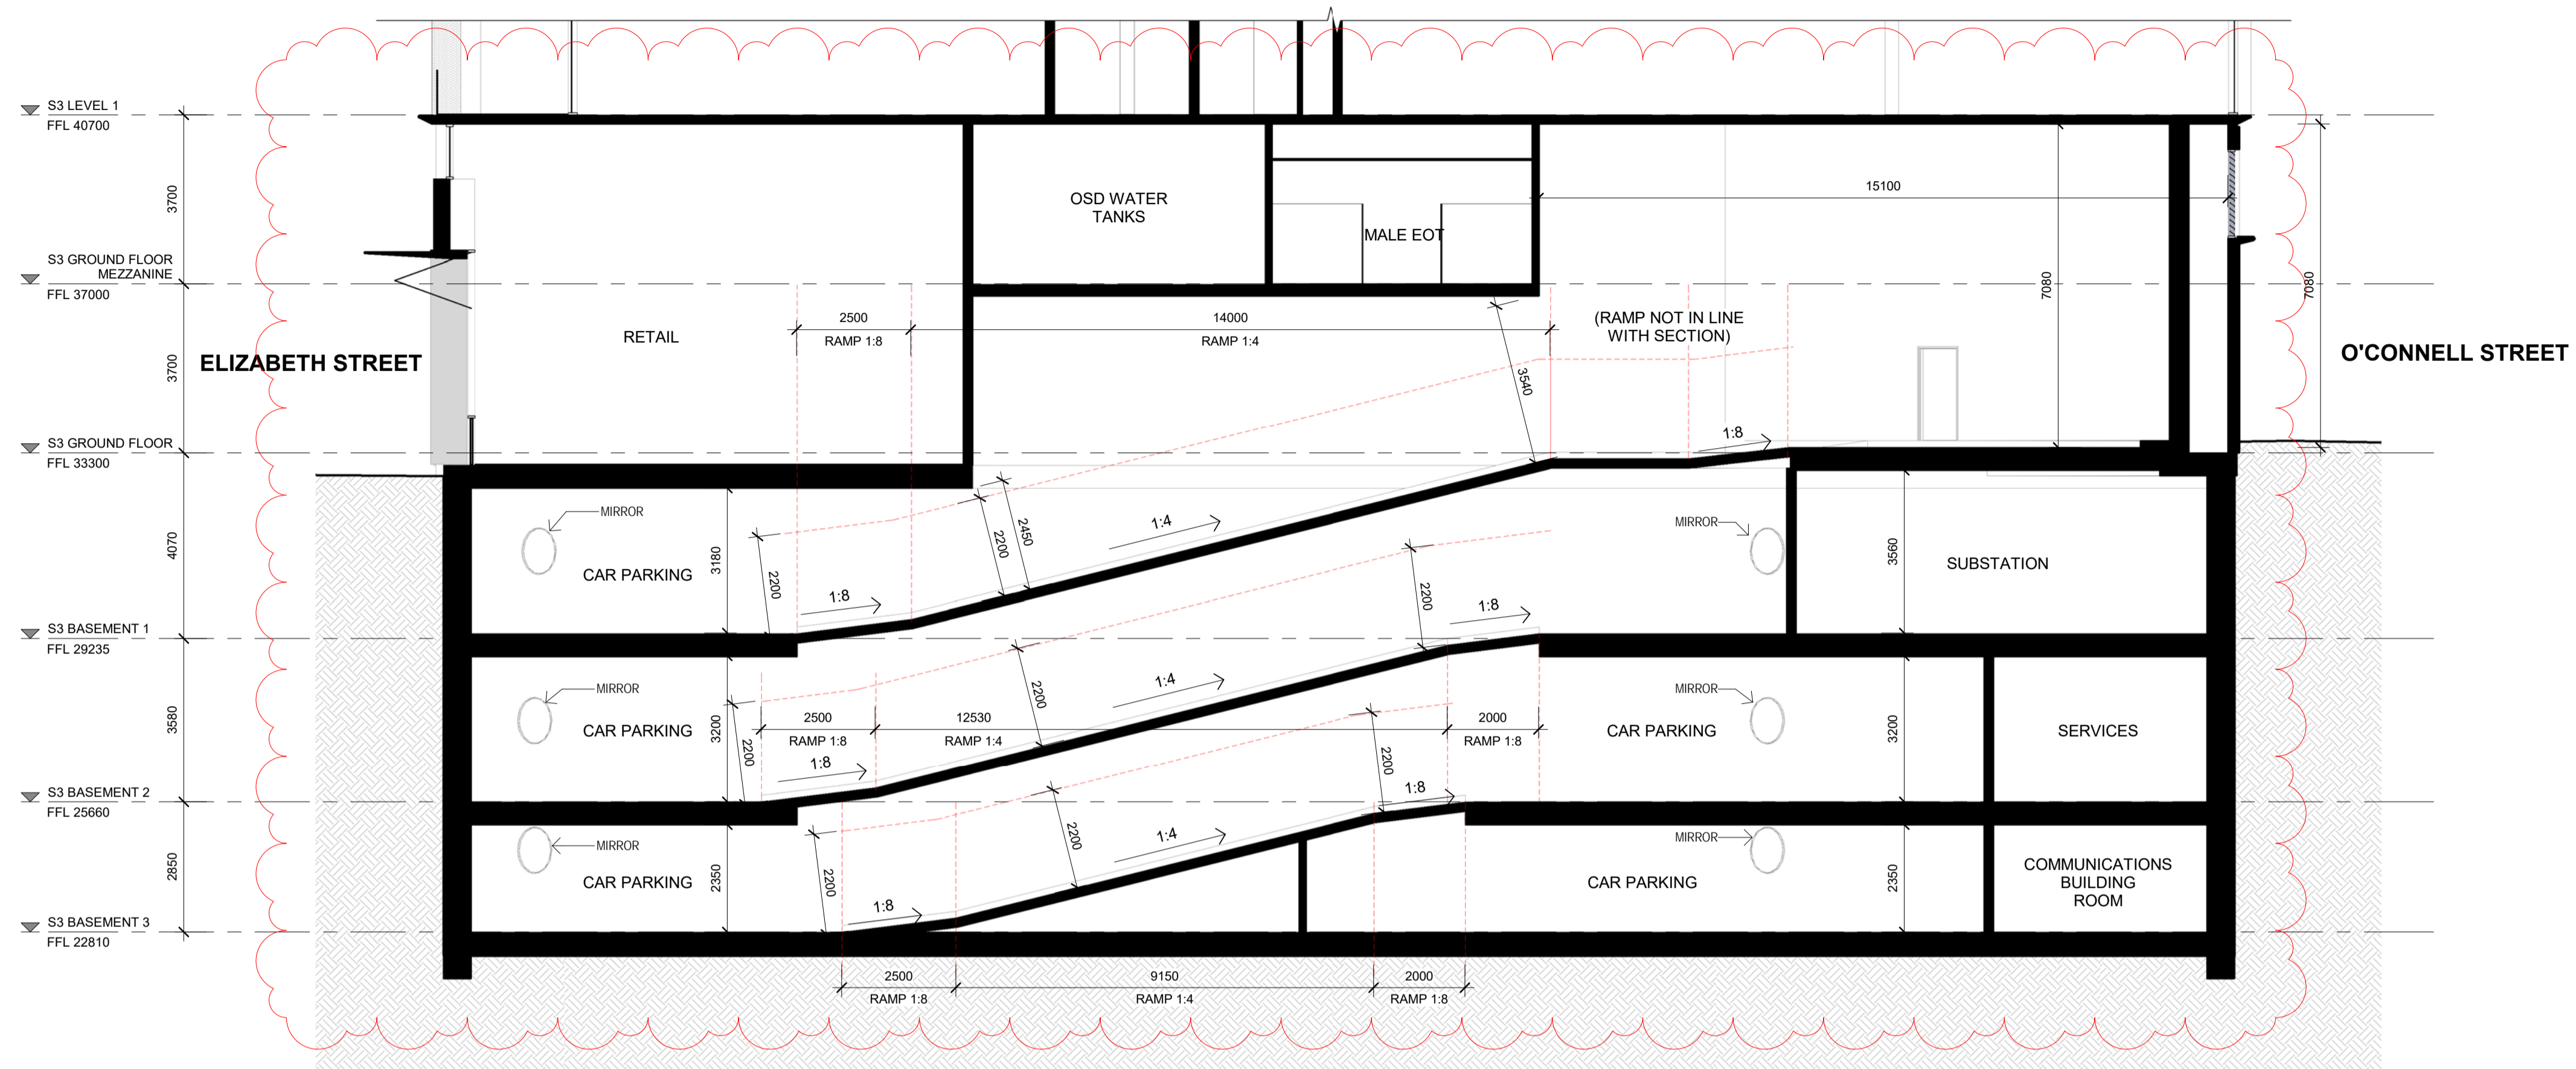 S3 LEVEL 1
FFL 40700
3700
S3 GROUND FLOOR
MEZZANINE
FFL 37000
3700
S3 GROUND FLOOR
FFL 33300
4070
S3 BASEMENT 1
FFL 29235
3580
S3 BASEMENT 2
FFL 25660
2850
S3 BASEMENT 3
FFL 22810
ELIZABETH STREET
O'CONNELL STREET
RETAIL
OSD WATER
TANKS
MALE EOT
15100
7080
7080
2500
RAMP 1:8
14000
RAMP 1:4
(RAMP NOT IN LINE
WITH SECTION)
3540
1:8
MIRROR
CAR PARKING
3180
2200
1:8
2200
2450
1:4
2200
1:8
MIRROR
3560
SUBSTATION
MIRROR
CAR PARKING
3200
2200
2500
RAMP 1:8
1:8
12530
RAMP 1:4
2200
1:4
2000
RAMP 1:8
MIRROR
CAR PARKING
3200
SERVICES
MIRROR
CAR PARKING
2350
2200
1:8
2200
1:4
2200
1:8
MIRROR
CAR PARKING
2350
COMMUNICATIONS
BUILDING
ROOM
2500
RAMP 1:8
9150
RAMP 1:4
2000
RAMP 1:8